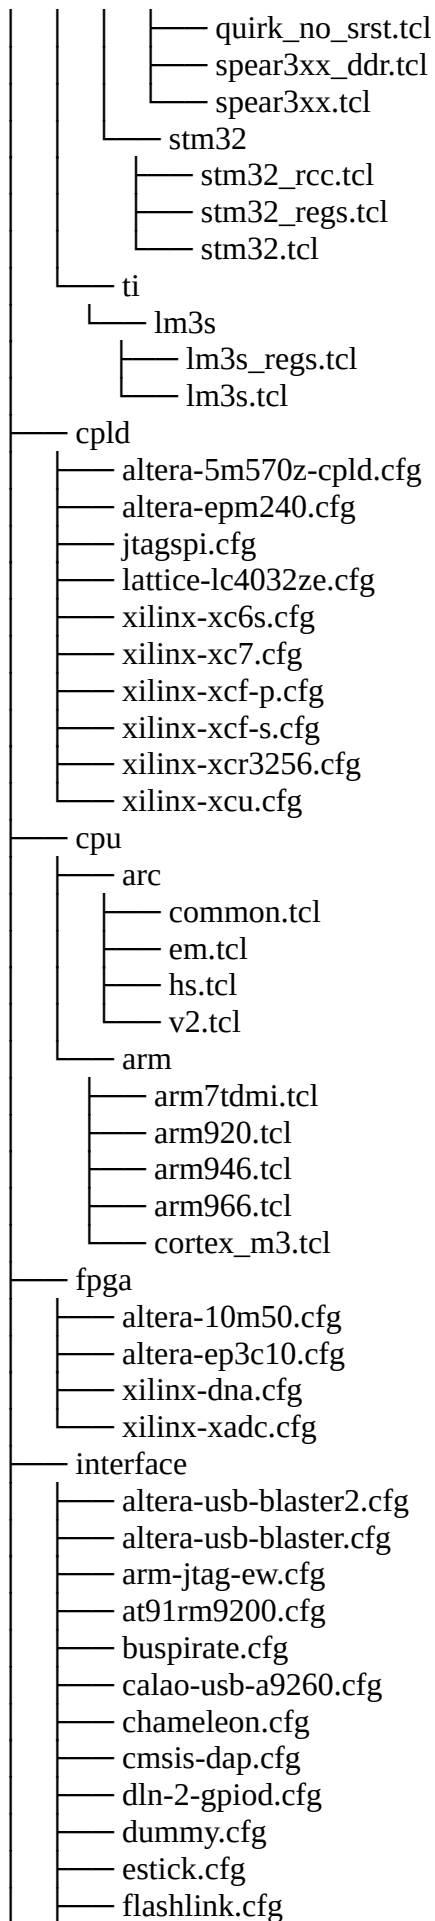 quirk_no_srst.tcl
spear3xx_ddr.tcl
spear3xx.tcl
stm32
stm32_rcc.tcl
stm32_regs.tcl
stm32.tcl
ti
lm3s
lm3s_regs.tcl
lm3s.tcl
cpld
altera-5m570z-cpld.cfg
altera-epm240.cfg
jtagspi.cfg
lattice-lc4032ze.cfg
xilinx-xc6s.cfg
xilinx-xc7.cfg
xilinx-xcf-p.cfg
xilinx-xcf-s.cfg
xilinx-xcr3256.cfg
xilinx-xcu.cfg
cpu
arc
common.tcl
em.tcl
hs.tcl
v2.tcl
arm
arm7tdmi.tcl
arm920.tcl
arm946.tcl
arm966.tcl
cortex_m3.tcl
fpga
altera-10m50.cfg
altera-ep3c10.cfg
xilinx-dna.cfg
xilinx-xadc.cfg
interface
altera-usb-blaster2.cfg
altera-usb-blaster.cfg
arm-jtag-ew.cfg
at91rm9200.cfg
buspirate.cfg
calao-usb-a9260.cfg
chameleon.cfg
cmsis-dap.cfg
dln-2-gpiod.cfg
dummy.cfg
estick.cfg
flashlink.cfg